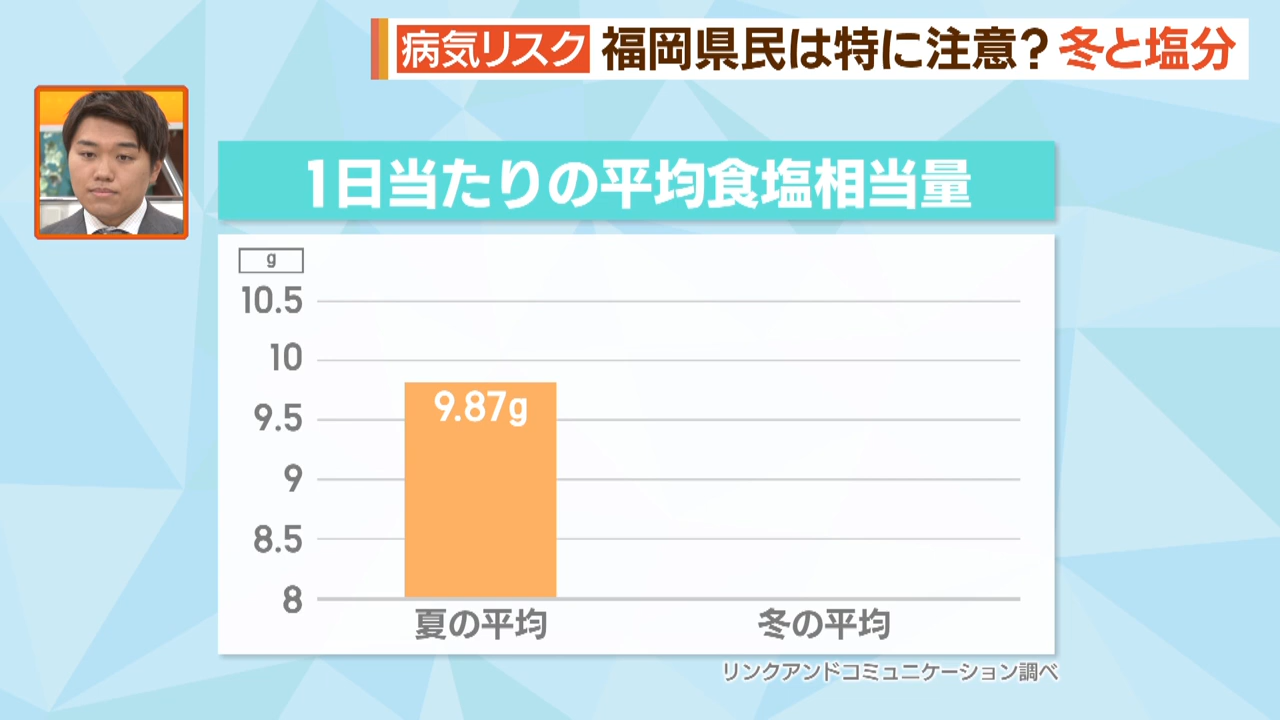 病気リスク 福岡県民は特に注意？冬と塩分
1日当たりの平均食塩相当量
g
10.5
10
9.5
9
8.5
8
9.87g
夏の平均
冬の平均
リンクアンドコミュニケーション調べ